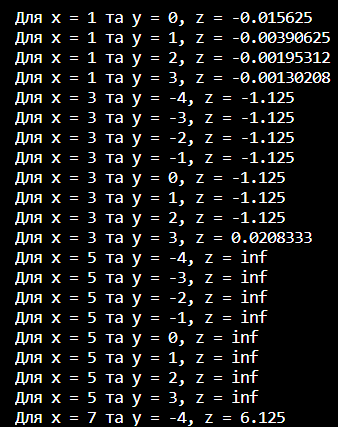 Для x = 1 та y = 0, z = -0.015625
Для x = 1 та y = 1, z = -0.00390625
Для x = 1 та y = 2, z = -0.00195312
Для x = 1 та y = 3, z = -0.00130208
Для x = 3 та y = -4, z = -1.125
Для x = 3 та y = -3, z = -1.125
Для x = 3 та y = -2, z = -1.125
Для x = 3 та y = -1, z = -1.125
Для x = 3 та y = 0, z = -1.125
Для x = 3 та y = 1, z = -1.125
Для x = 3 та y = 2, z = -1.125
Для x = 3 та y = 3, z = 0.0208333
Для x = 5 та y = -4, z = inf
Для x = 5 та y = -3, z = inf
Для x = 5 та y = -2, z = inf
Для x = 5 та y = -1, z = inf
Для x = 5 та y = 0, z = inf
Для x = 5 та y = 1, z = inf
Для x = 5 та y = 2, z = inf
Для x = 5 та y = 3, z = inf
Для x = 7 та y = -4, z = 6.125